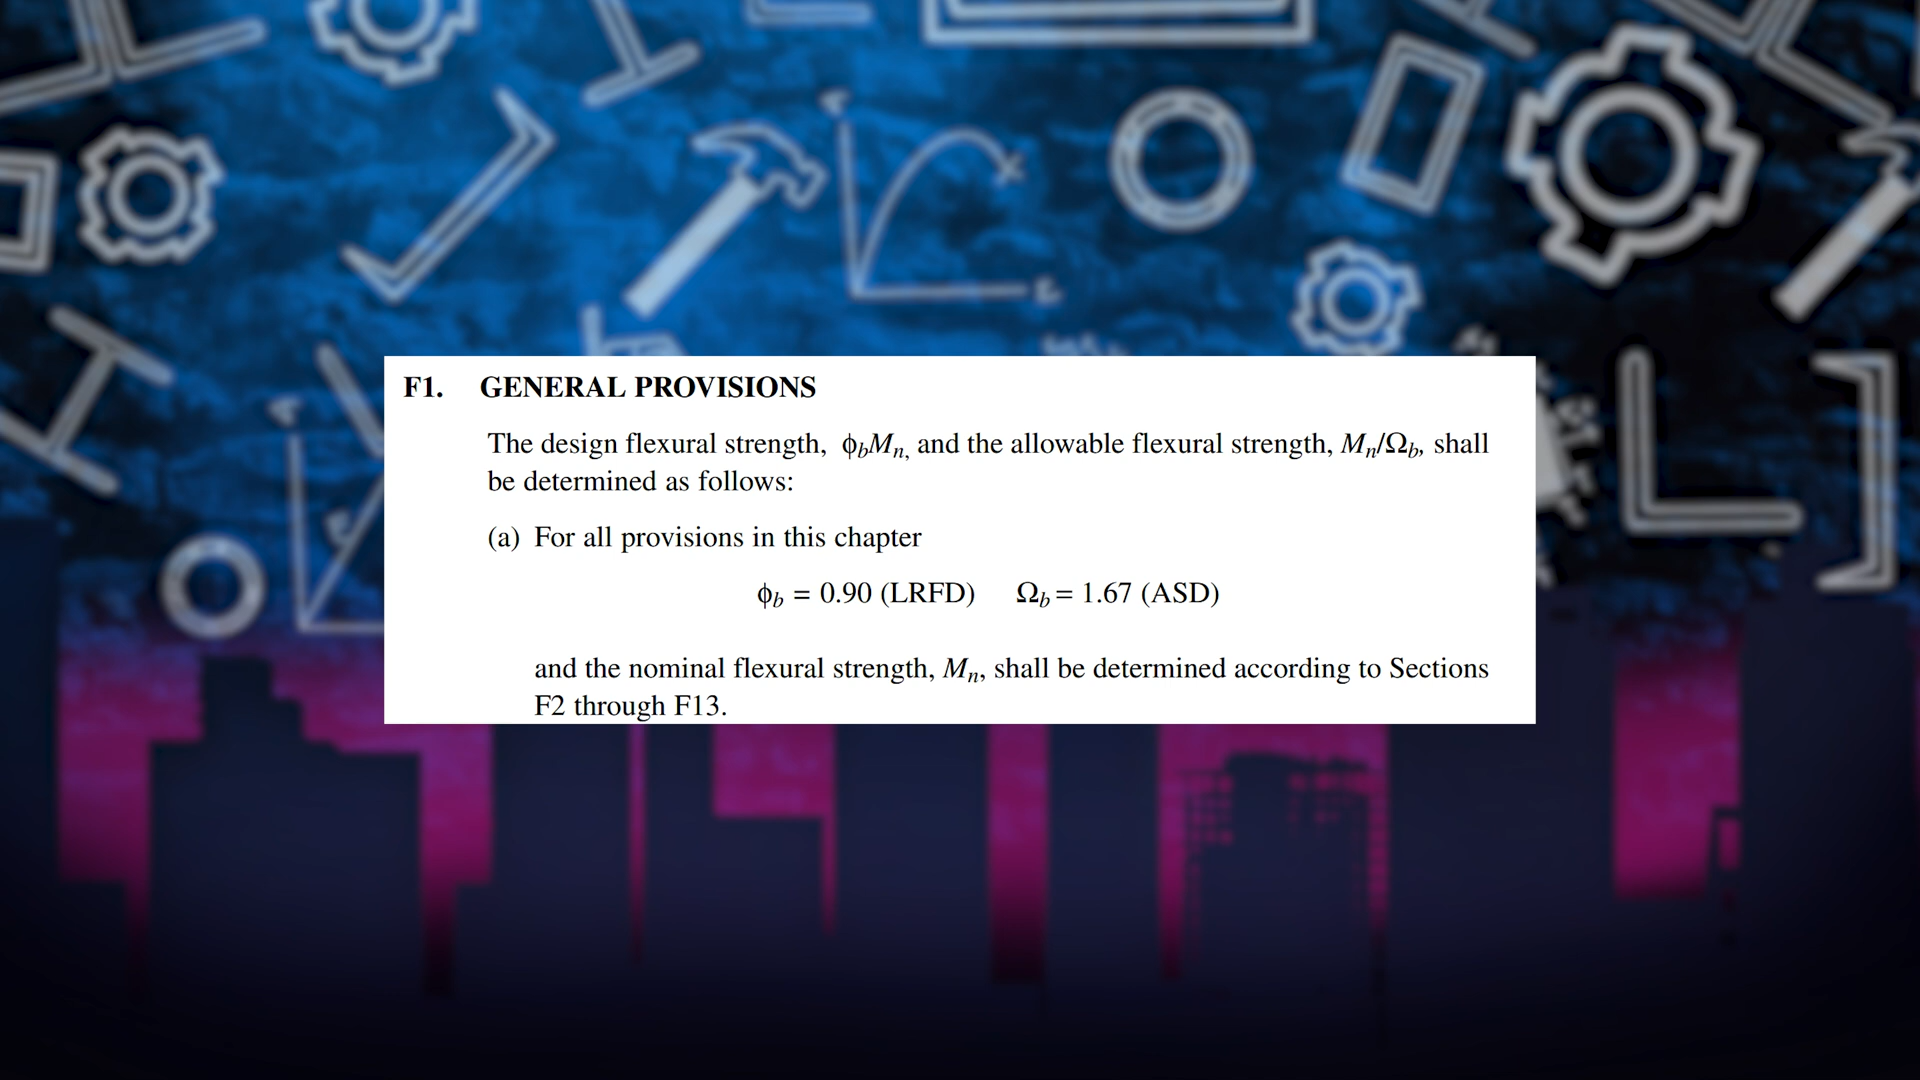 F1. GENERAL PROVISIONS
The design flexural strength, ϕbMn, and the allowable flexural strength, Mn/Ωb, shall
be determined as follows:
(a) For all provisions in this chapter
ϕb = 0.90 (LRFD) Ωb = 1.67 (ASD)
and the nominal flexural strength, Mn, shall be determined according to Sections
F2 through F13.